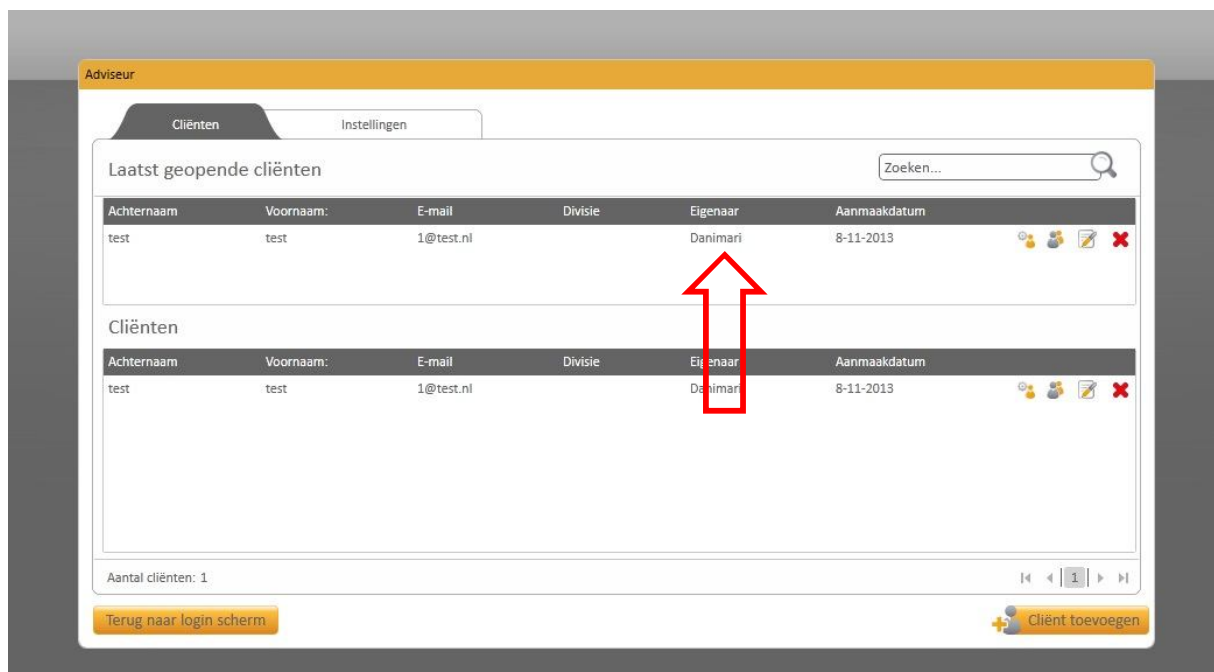 Adviseur
Cliënten Instellingen
Laatst geopende cliënten Zoeken...
Achternaam Voornaam: E-mail Divisie Eigenaar Aanmaakdatum
test test 1@test.nl Danimari 8-11-2013
Cliënten
Achternaam Voornaam: E-mail Divisie Eigenaar Aanmaakdatum
test test 1@test.nl Danimari 8-11-2013
Aantal cliënten: 1 1
Terug naar login scherm Cliënt toevoegen